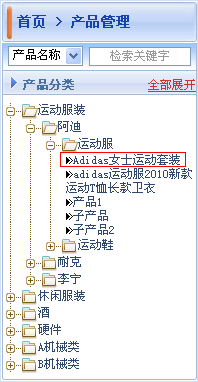 首页 > 产品管理
产品名称 检索关键字
产品分类 全部展开
运动服装
阿迪
运动服
Adidas女士运动套装
adidas运动服2010新款
运动T恤长款卫衣
产品1
子产品
子产品2
运动鞋
耐克
李宁
休闲服装
酒
硬件
A机械类
B机械类